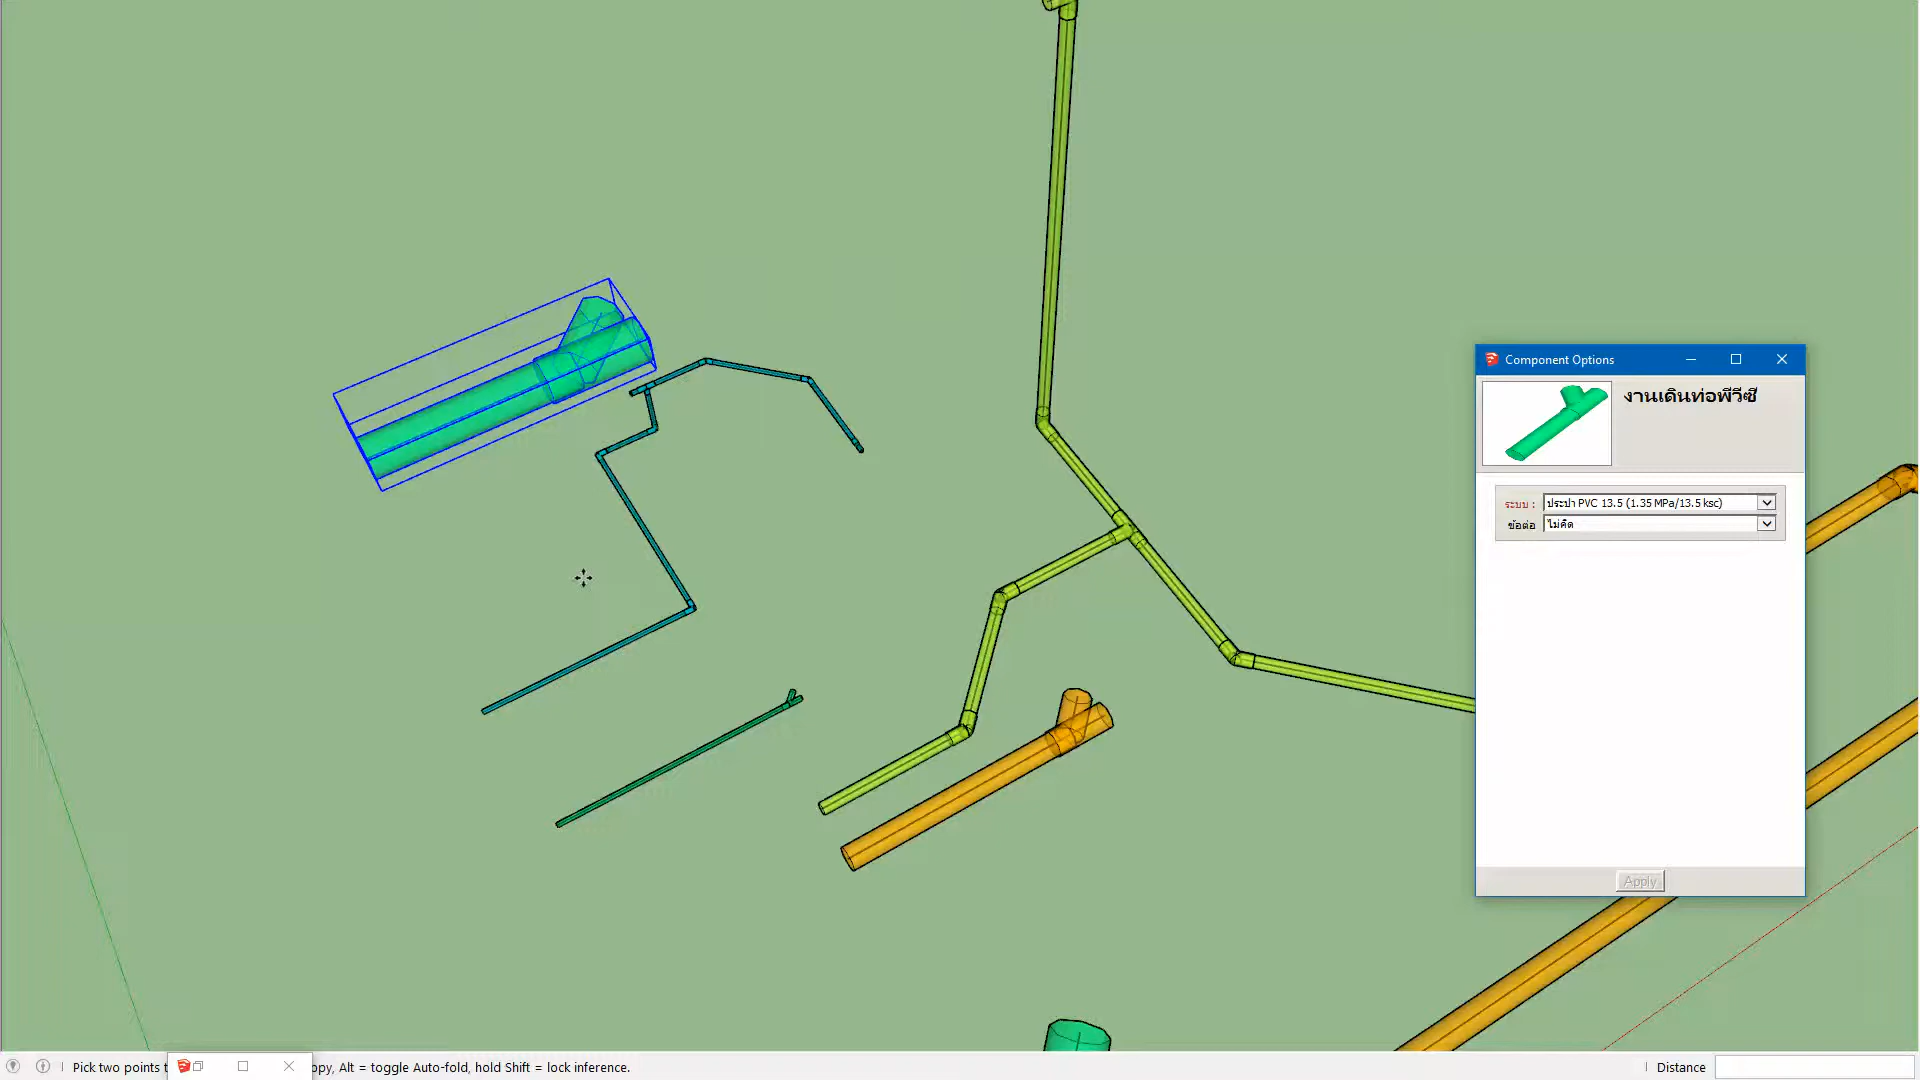 Component Options
งานเดินท่อพีวีซี
ระบบ : ประปา PVC 13.5 (1.35 MPa/13.5 ksc)
ข้อต่อ ไม่คิด
Apply
Pick two points t
opy, Alt = toggle Auto-fold, hold Shift = lock inference.
Distance